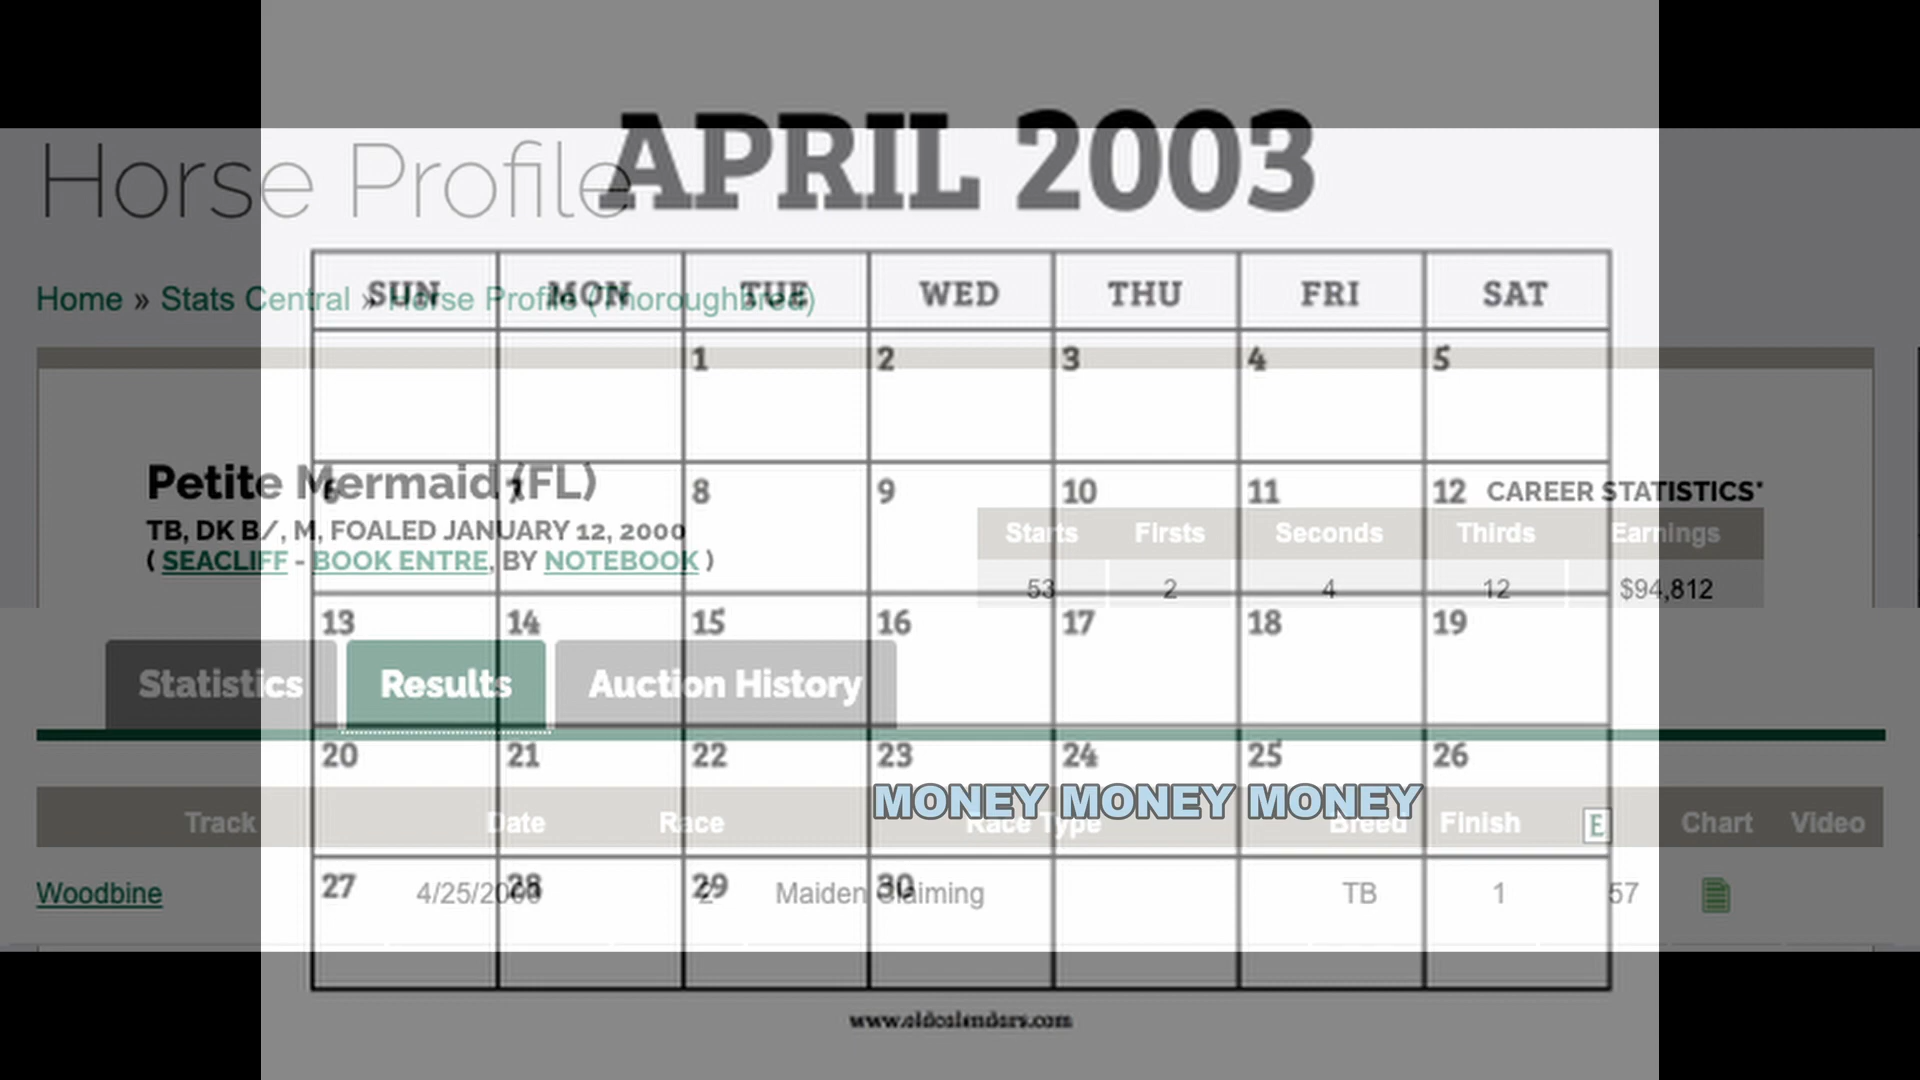 APRIL 2003
Horse Profile
Home » Stats Central » Horse Profile (Thoroughbred)
SUN MON TUE WED THU FRI SAT
1 2 3 4 5
Petite Mermaid (FL)
6 7 8 9 10 11 12
CAREER STATISTICS*
TB, DK B/, M, FOALED JANUARY 12, 2000
( SEACLIFF - BOOK ENTRE, BY NOTEBOOK )
Starts Firsts Seconds Thirds Earnings
53 2 4 12 $94,812
13 14 15 16 17 18 19
Statistics Results Auction History
20 21 22 23 24 25 26
MONEY MONEY MONEY
Track Date Race Race Type Breed Finish E Chart Video
27 28 29 30
Woodbine 2 Maiden Claiming TB 1 57
www.oldcalendars.com